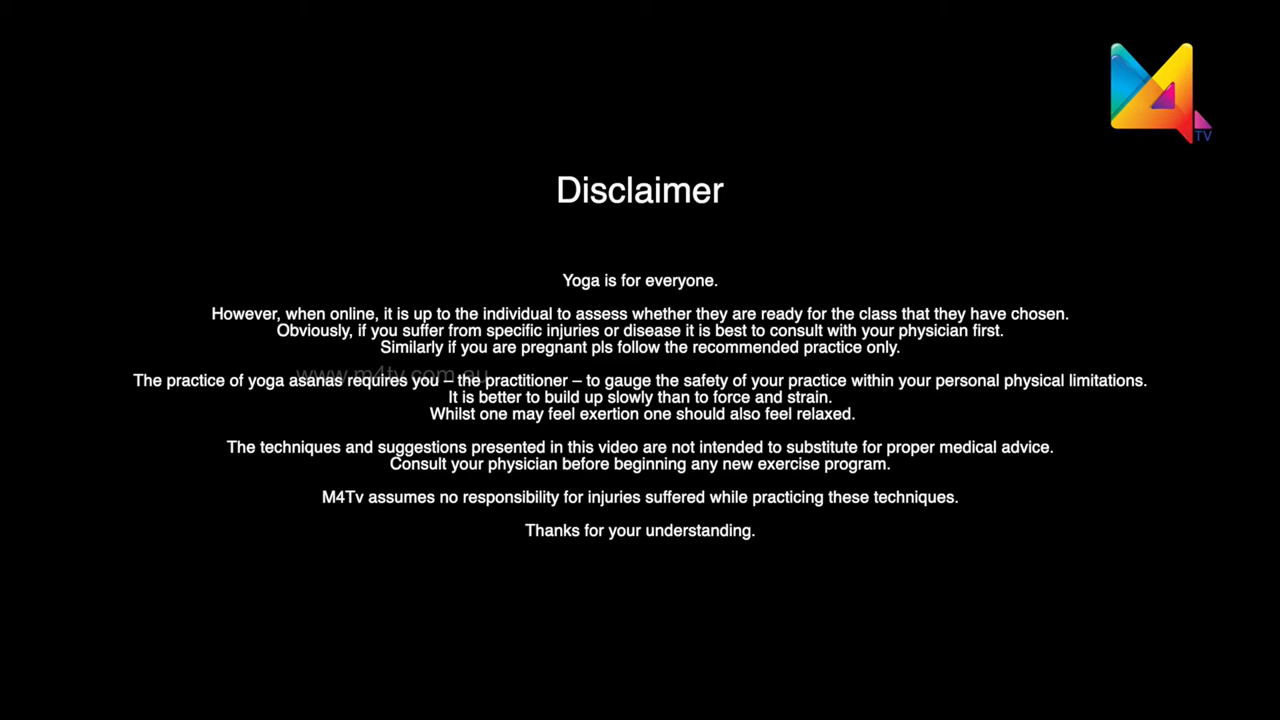 TV
Disclaimer
Yoga is for everyone.
However, when online, it is up to the individual to assess whether they are ready for the class that they have chosen.
Obviously, if you suffer from specific injuries or disease it is best to consult with your physician first.
Similarly if you are pregnant pls follow the recommended practice only.
www.m4tv.com.au
The practice of yoga asanas requires you – the practitioner – to gauge the safety of your practice within your personal physical limitations.
It is better to build up slowly than to force and strain.
Whilst one may feel exertion one should also feel relaxed.
The techniques and suggestions presented in this video are not intended to substitute for proper medical advice.
Consult your physician before beginning any new exercise program.
M4Tv assumes no responsibility for injuries suffered while practicing these techniques.
Thanks for your understanding.